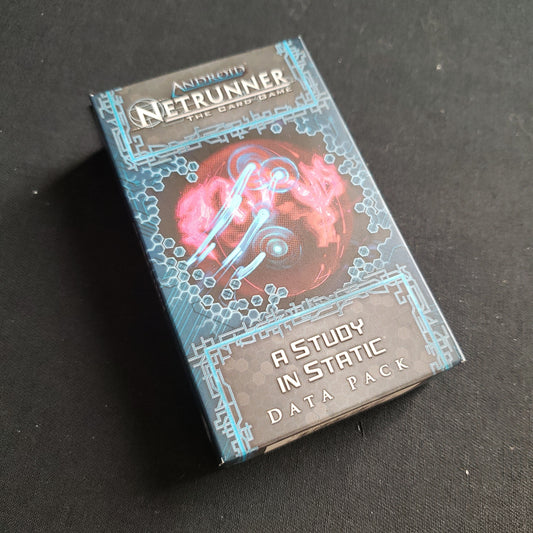 ANDROID
NETRUNNER
THE CARD GAME
A STUDY
IN STATIC
DATA PACK